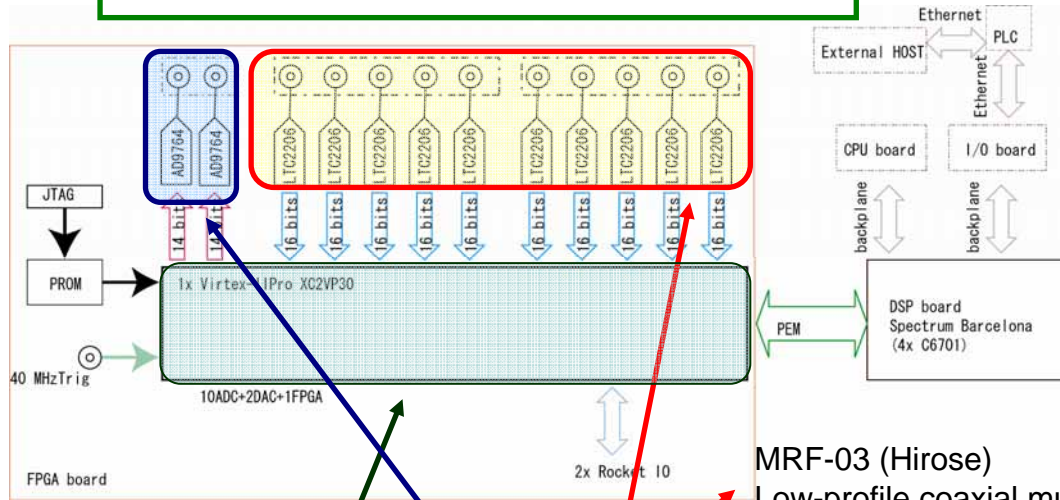 Ethernet
PLC
External HOST
Ethernet
AD9764
AD9764
LTC2206
LTC2206
LTC2206
LTC2206
LTC2206
LTC2206
LTC2206
LTC2206
LTC2206
LTC2206
CPU board
I/O board
JTAG
14 bits
14 bits
16 bits
16 bits
16 bits
16 bits
16 bits
16 bits
16 bits
16 bits
16 bits
16 bits
backplane
backplane
PROM
1x Virtex-IIPro XC2VP30
DSP board
Spectrum Barcelona
(4x C6701)
PEM
40 MHzTrig
10ADC+2DAC+1FPGA
FPGA board
2x Rocket IO
MRF-03 (Hirose)
Low-profile coaxial